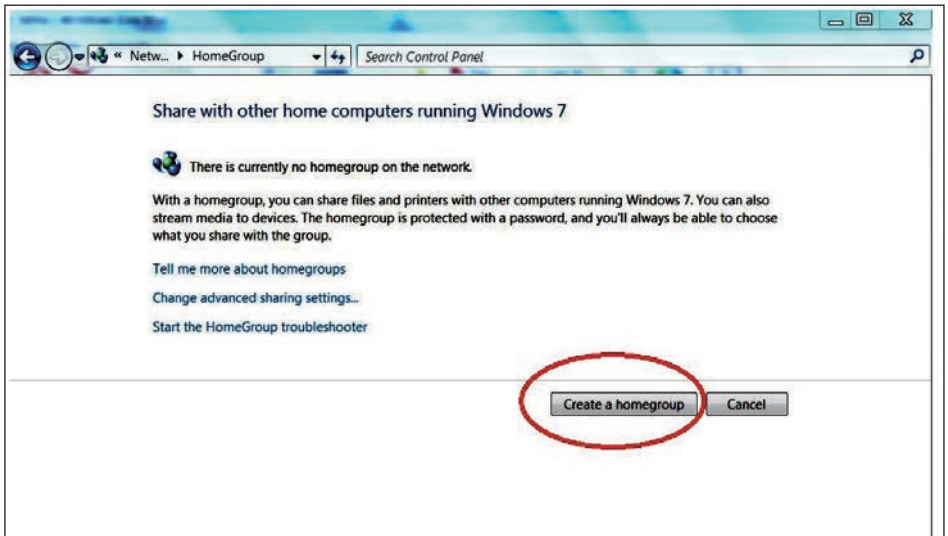 « Netw... ▸ HomeGroup Search Control Panel
Share with other home computers running Windows 7
There is currently no homegroup on the network.
With a homegroup, you can share files and printers with other computers running Windows 7. You can also
stream media to devices. The homegroup is protected with a password, and you'll always be able to choose
what you share with the group.
Tell me more about homegroups
Change advanced sharing settings...
Start the HomeGroup troubleshooter
Create a homegroup Cancel